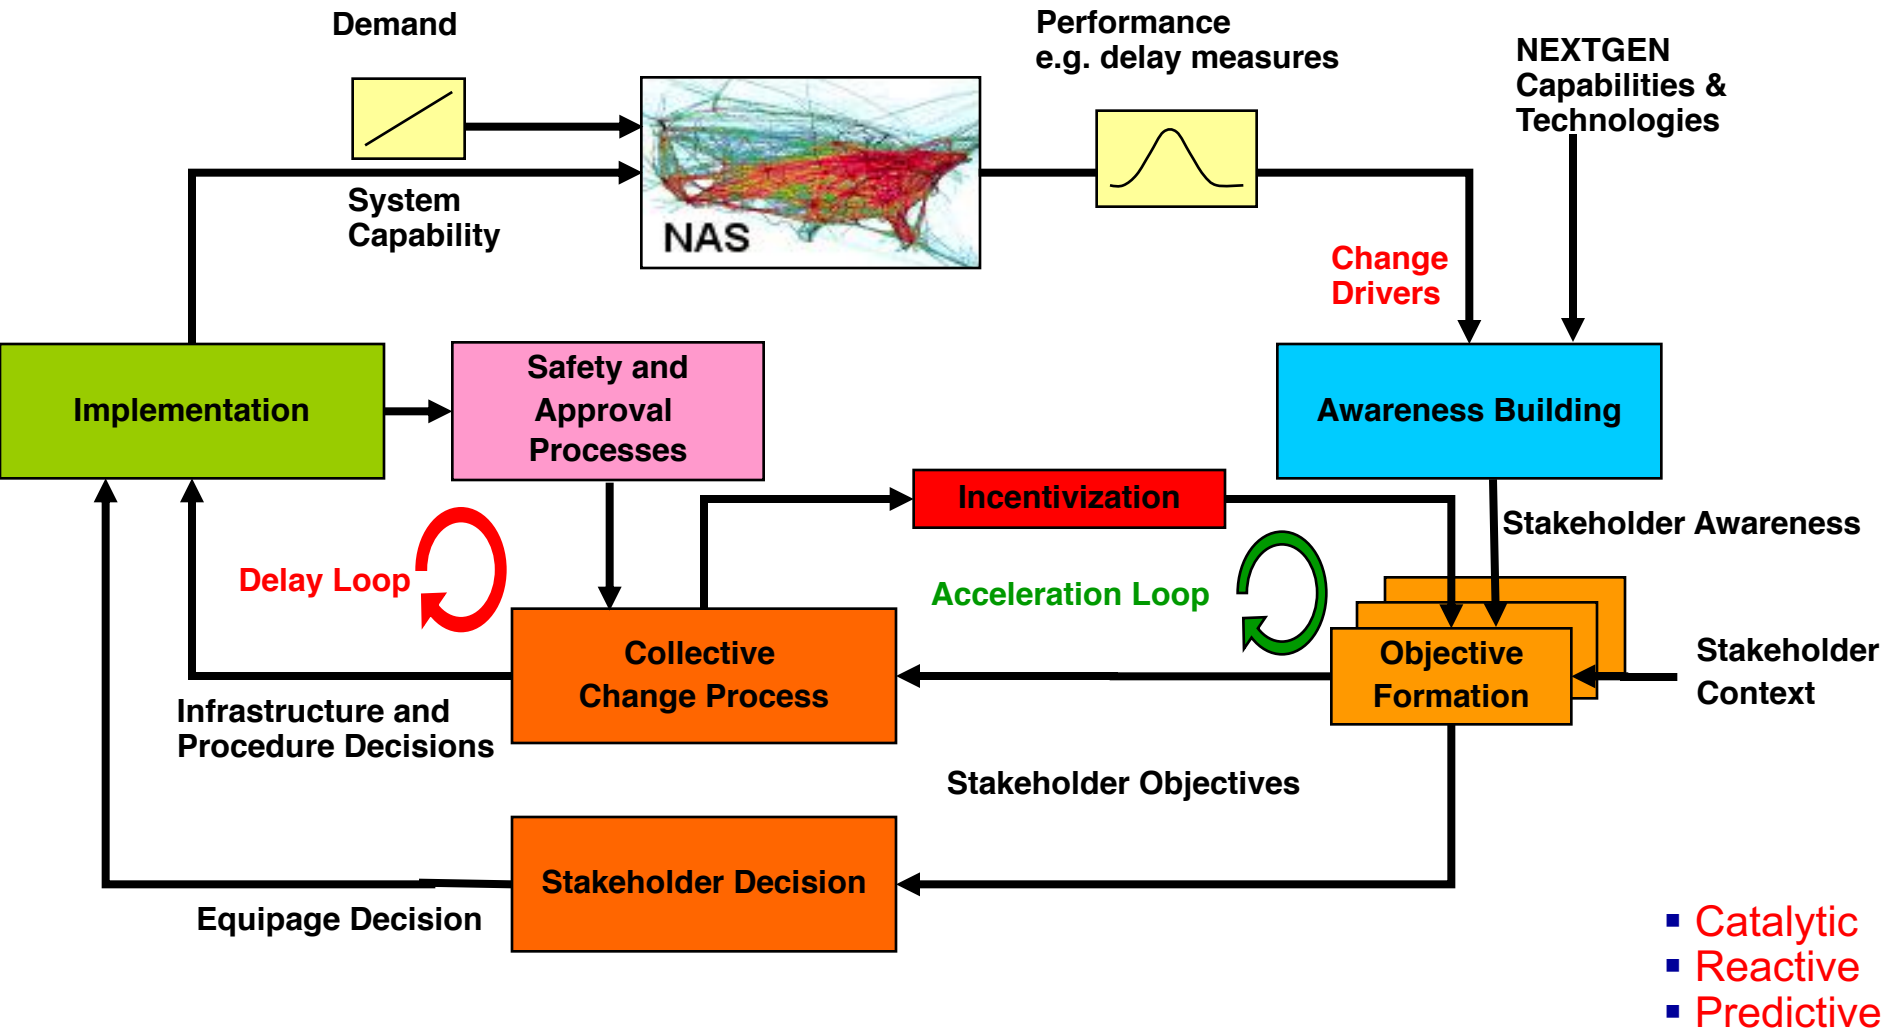 Demand
Performance
e.g. delay measures
NEXTGEN
Capabilities &
Technologies
System
Capability
NAS
Change
Drivers
Implementation
Safety and
Approval
Processes
Awareness Building
Incentivization
Stakeholder Awareness
Delay Loop
Acceleration Loop
Collective
Change Process
Objective
Formation
Stakeholder
Context
Infrastructure and
Procedure Decisions
Stakeholder Objectives
Stakeholder Decision
Equipage Decision
▪ Catalytic
▪ Reactive
▪ Predictive